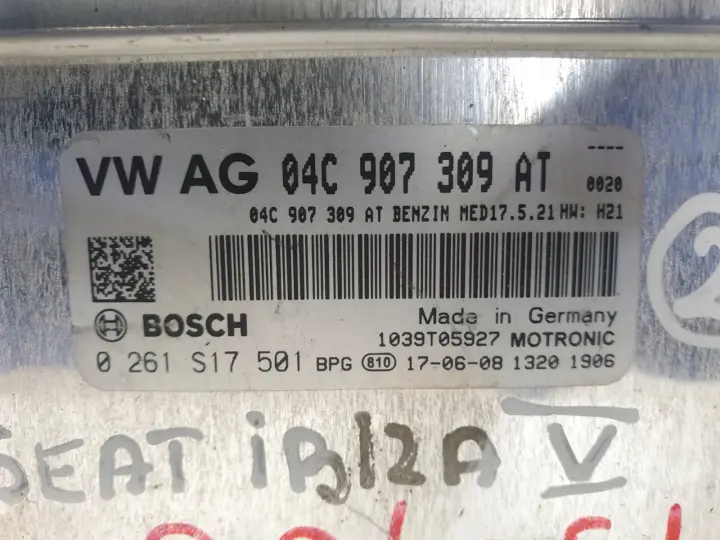 VW AG 04C 907 309 AT ----
0020
04C 907 309 AT BENZIN MED17.5.21 HW: H21
BOSCH
Made in Germany
1039T05927 MOTRONIC
0 261 S17 501 BPG 810 17-06-08 1320 1906
2
SEAT iBIZA V